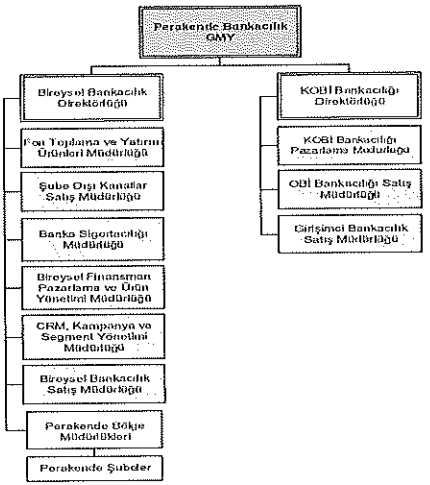 Perakende Bankacılık
GMY
Bireysel Bankacılık
Direktörlüğü
Fon Toplama ve Yatırım
Ürünleri Müdürlüğü
Şube Dışı Kanallar
Satış Müdürlüğü
Banka Sigortacılığı
Müdürlüğü
Bireysel Finansman
Pazarlama ve Ürün
Yönetimi Müdürlüğü
CRM, Kampanya ve
Segment Yönetimi
Müdürlüğü
Bireysel Bankacılık
Satış Müdürlüğü
Perakende Bölge
Müdürlükleri
Perakende Şubeler
KOBİ Bankacılığı
Direktörlüğü
KOBİ Bankacılığı
Pazarlama Müdürlüğü
OBİ Bankacılığı Satış
Müdürlüğü
Girişimci Bankacılık
Satış Müdürlüğü